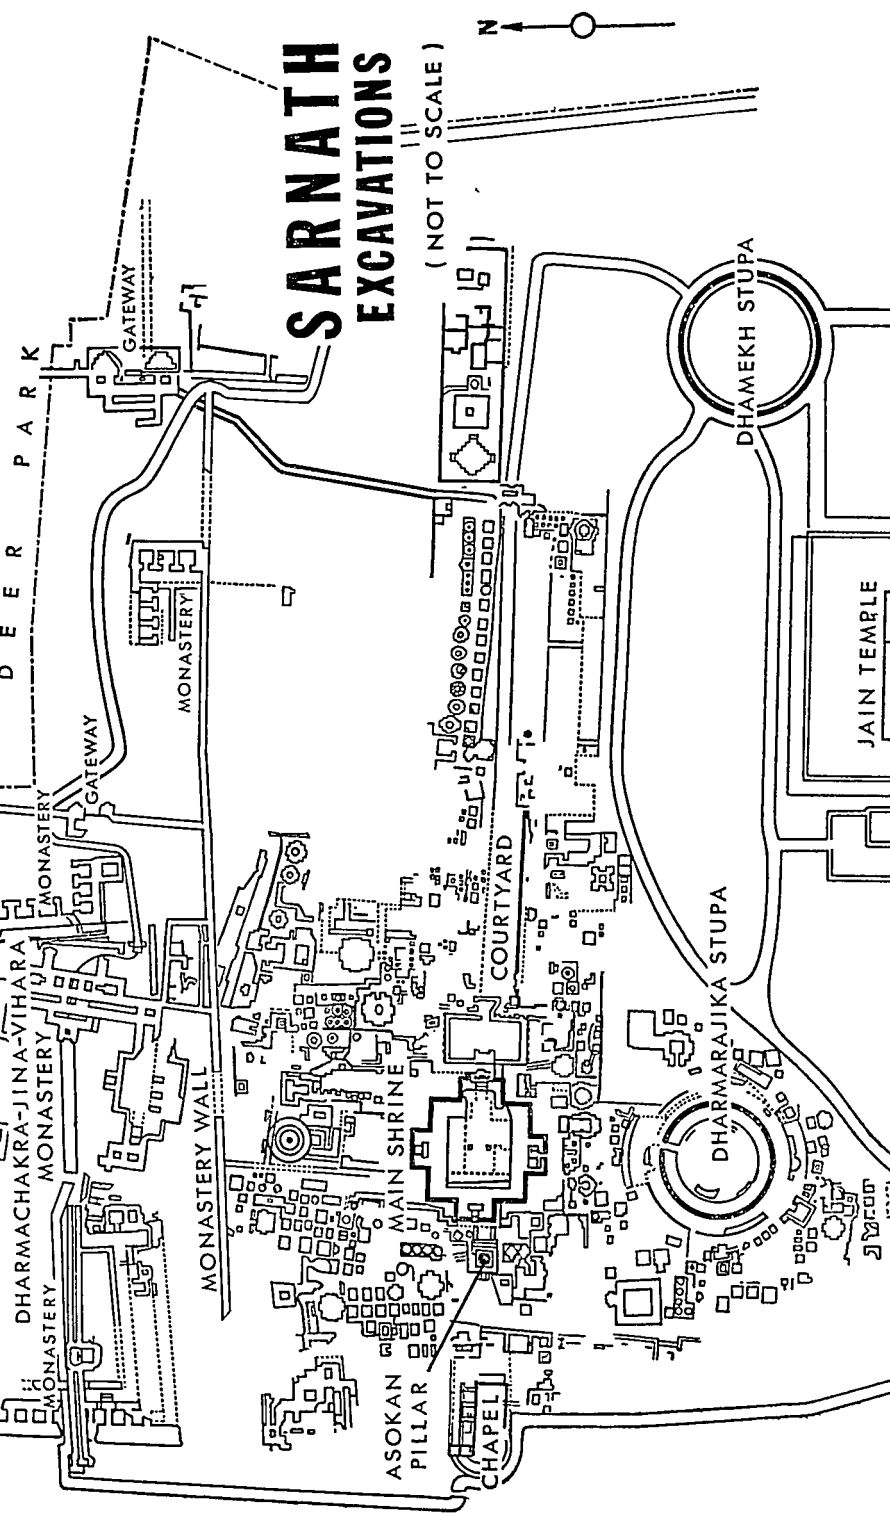 SARNATH
EXCAVATIONS
( NOT TO SCALE )
N
DEER PARK
GATEWAY
GATEWAY
MONASTERY
MONASTERY
DHARMACHAKRA-JINA-VIHARA
MONASTERY
MONASTERY
MONASTERY WALL
MAIN SHRINE
COURTYARD
ASOKAN
PILLAR
CHAPEL
DHARMARAJIKA STUPA
DHAMEKH STUPA
JAIN TEMPLE